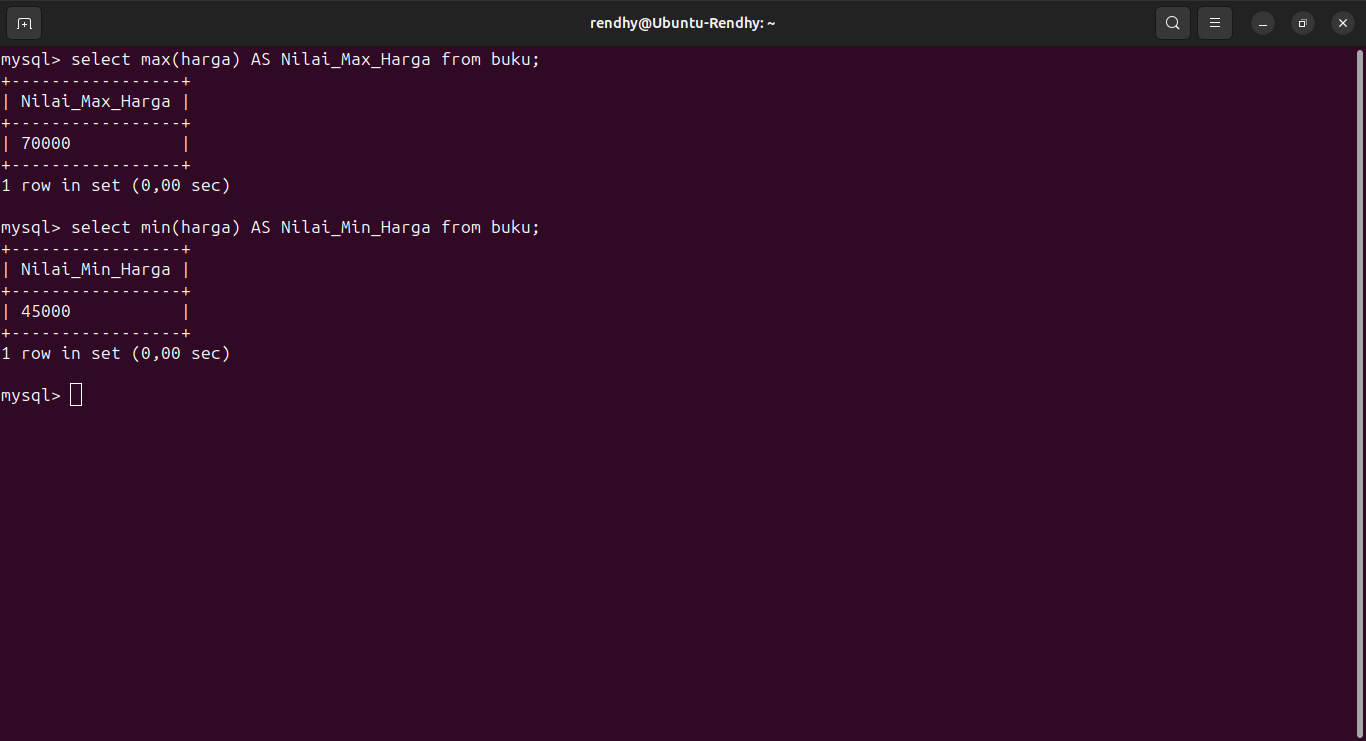 rendhy@Ubuntu-Rendhy: ~
mysql> select max(harga) AS Nilai_Max_Harga from buku;
+-----------------+
| Nilai_Max_Harga |
+-----------------+
| 70000           |
+-----------------+
1 row in set (0,00 sec)
mysql> select min(harga) AS Nilai_Min_Harga from buku;
+-----------------+
| Nilai_Min_Harga |
+-----------------+
| 45000           |
+-----------------+
1 row in set (0,00 sec)
mysql>